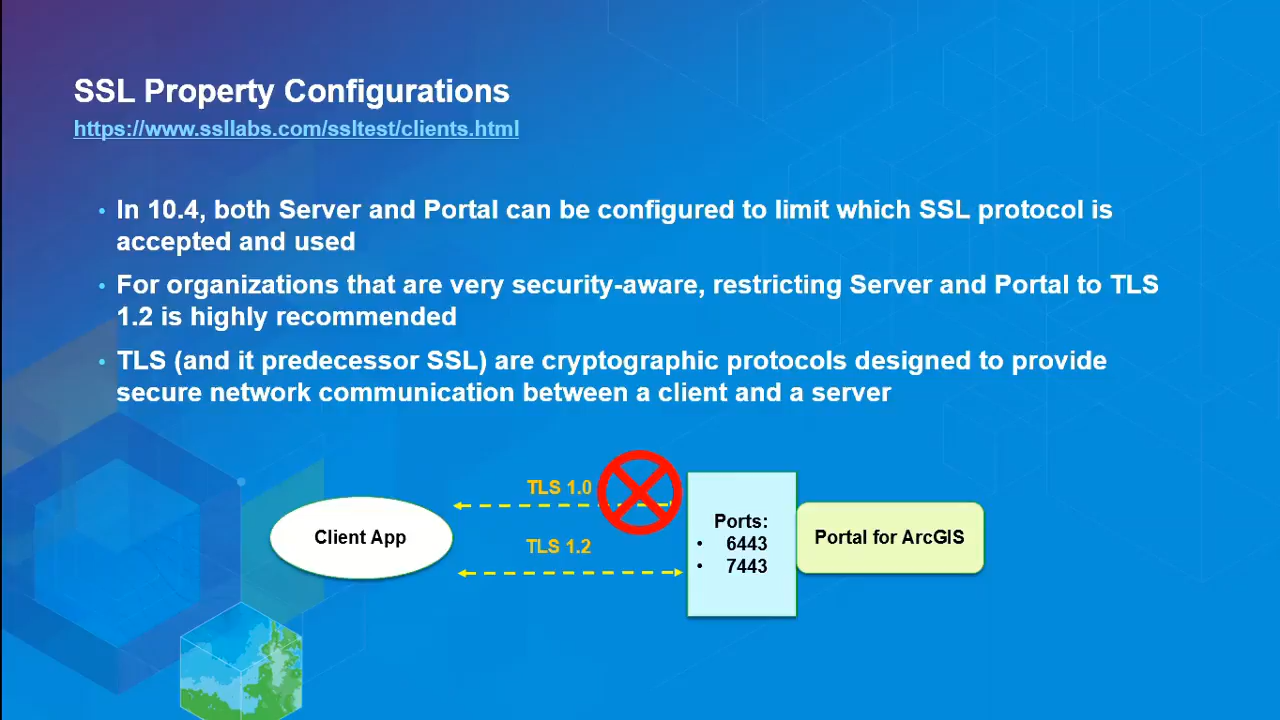 SSL Property Configurations
https://www.ssllabs.com/ssltest/clients.html
• In 10.4, both Server and Portal can be configured to limit which SSL protocol is
accepted and used
• For organizations that are very security-aware, restricting Server and Portal to TLS
1.2 is highly recommended
• TLS (and it predecessor SSL) are cryptographic protocols designed to provide
secure network communication between a client and a server
Client App
TLS 1.0
TLS 1.2
Ports:
• 6443
• 7443
Portal for ArcGIS